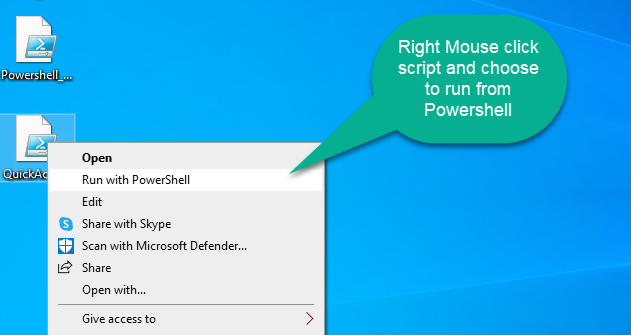 Right Mouse click
script and choose
to run from
Powershell
Powershell_...
QuickAc
Open
Run with PowerShell
Edit
Share with Skype
Scan with Microsoft Defender...
Share
Open with...
Give access to